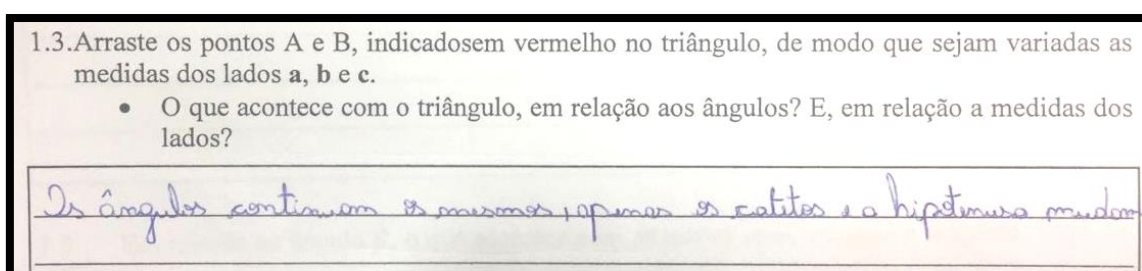 1.3.Arraste os pontos A e B, indicadosem vermelho no triângulo, de modo que sejam variadas as
medidas dos lados a, b e c.
• O que acontece com o triângulo, em relação aos ângulos? E, em relação a medidas dos
lados?
Os ângulos continuam os mesmos, apenas os catetos e a hipotenusa mudam